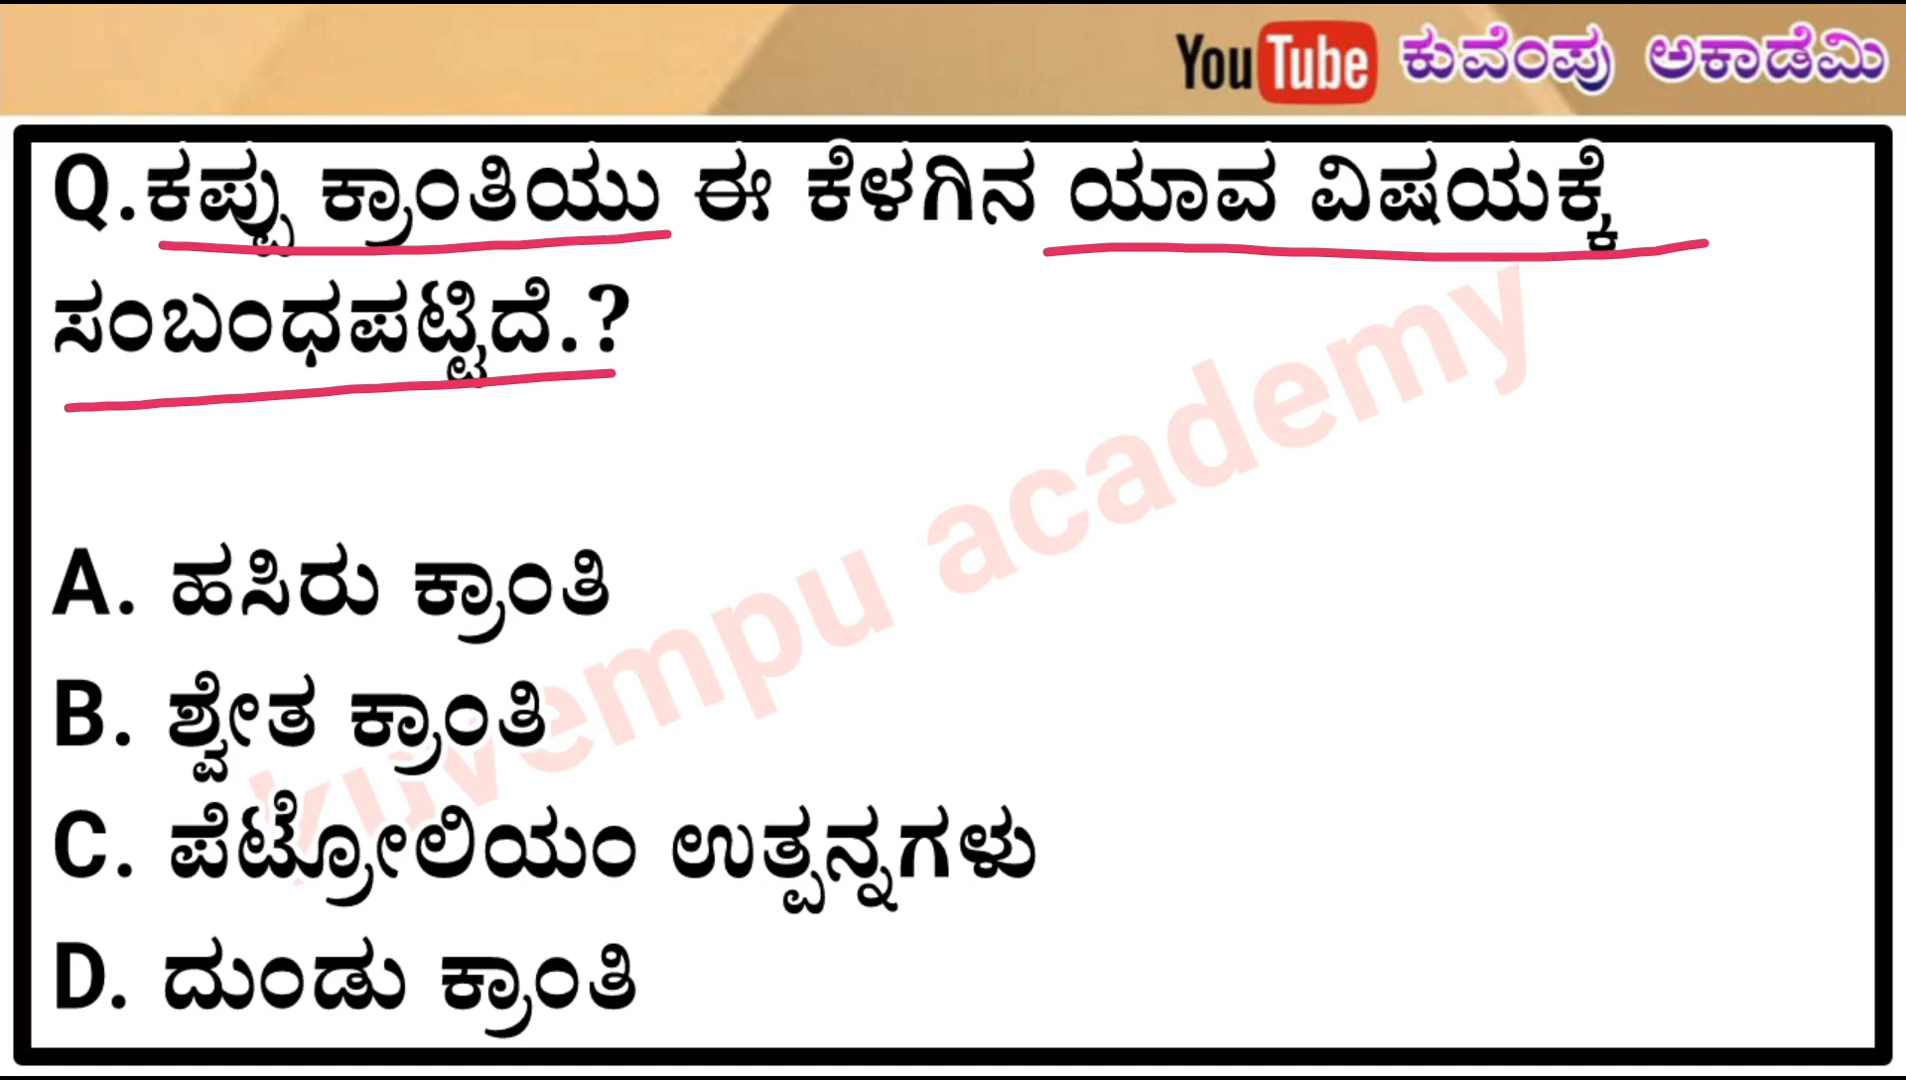 YouTube ಕುವೆಂಪು ಅಕಾಡೆಮಿ
Q.ಕಪ್ಪು ಕ್ರಾಂತಿಯು ಈ ಕೆಳಗಿನ ಯಾವ ವಿಷಯಕ್ಕೆ
ಸಂಬಂಧಪಟ್ಟಿದೆ.?
A. ಹಸಿರು ಕ್ರಾಂತಿ
B. ಶ್ವೇತ ಕ್ರಾಂತಿ
C. ಪೆಟ್ರೋಲಿಯಂ ಉತ್ಪನ್ನಗಳು
D. ದುಂಡು ಕ್ರಾಂತಿ
kuvempu academy